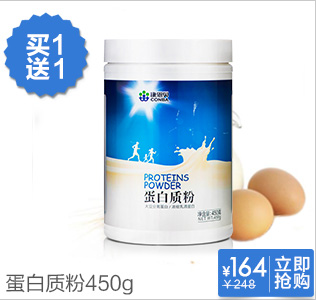 买1
送1
康恩贝
CONBA
PROTEINS
POWDER
蛋白质粉
蛋白质粉450g
¥164
¥248
立即
抢购